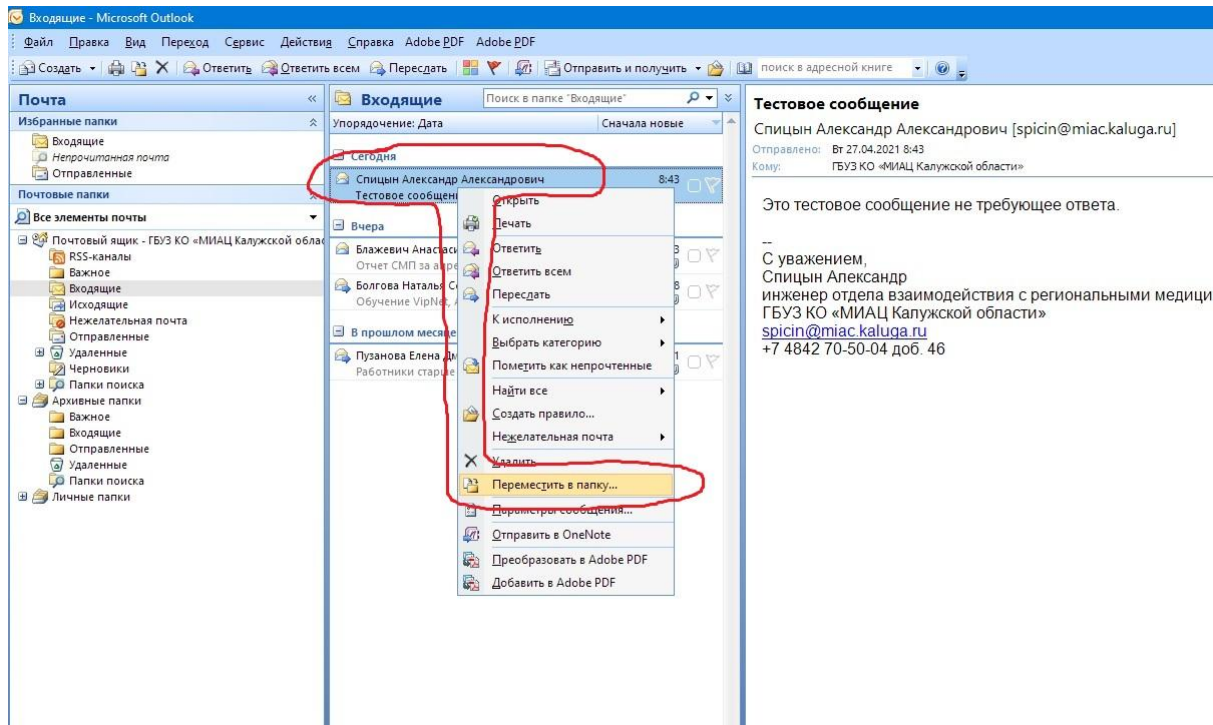 Входящие - Microsoft Outlook
Файл Правка Вид Переход Сервис Действия Справка Adobe PDF Adobe PDF
Создать Ответить Ответить всем Переслать Отправить и получить поиск в адресной книге
Почта
Избранные папки
Входящие
Непрочитанная почта
Отправленные
Почтовые папки
Все элементы почты
Почтовый ящик - ГБУЗ КО «МИАЦ Калужской облас
RSS-каналы
Важное
Входящие
Исходящие
Нежелательная почта
Отправленные
Удаленные
Черновики
Папки поиска
Архивные папки
Важное
Входящие
Отправленные
Удаленные
Папки поиска
Личные папки
Входящие Поиск в папке "Входящие"
Упорядочение: Дата Сначала новые
Сегодня
Спицын Александр Александрович 8:43
Тестовое сообщен
Вчера
Блажевич Анастаси
Отчет СМП за апре
Болгова Наталья С
Обучение VipNet,
В прошлом месяце
Пузанова Елена Дм
Работники старше
Открыть
Печать
Ответить
Ответить всем
Переслать
К исполнению
Выбрать категорию
Пометить как непрочтенные
Найти все
Создать правило...
Нежелательная почта
Удалить
Переместить в папку...
Параметры сообщения...
Отправить в OneNote
Преобразовать в Adobe PDF
Добавить в Adobe PDF
Тестовое сообщение
Спицын Александр Александрович [spicin@miac.kaluga.ru]
Отправлено: Вт 27.04.2021 8:43
Кому: ГБУЗ КО «МИАЦ Калужской области»
Это тестовое сообщение не требующее ответа.
--
С уважением,
Спицын Александр
инженер отдела взаимодействия с региональными медици
ГБУЗ КО «МИАЦ Калужской области»
spicin@miac.kaluga.ru
+7 4842 70-50-04 доб. 46